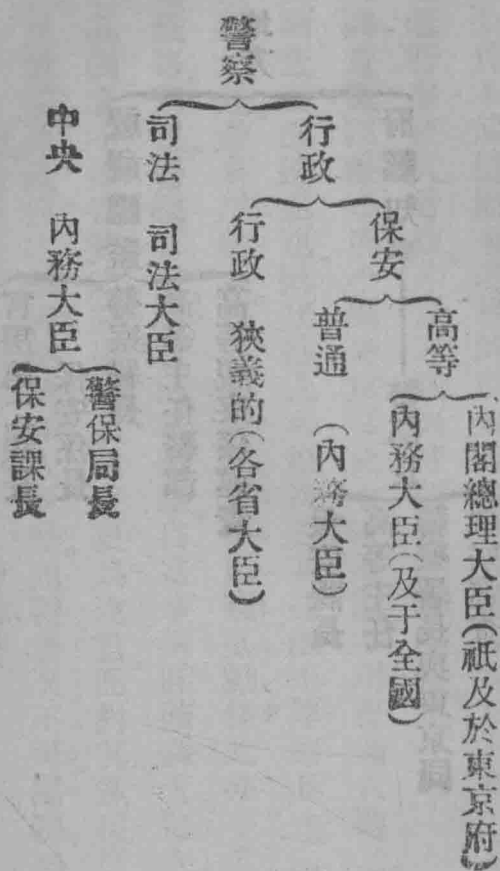 內閣總理大臣(祇及於東京府)
高等
內務大臣(及于全國)
保安
普通 (內務大臣)
行政
行政 狹義的(各省大臣)
警察
司法 司法大臣
警保局長
中央 內務大臣
保安課長